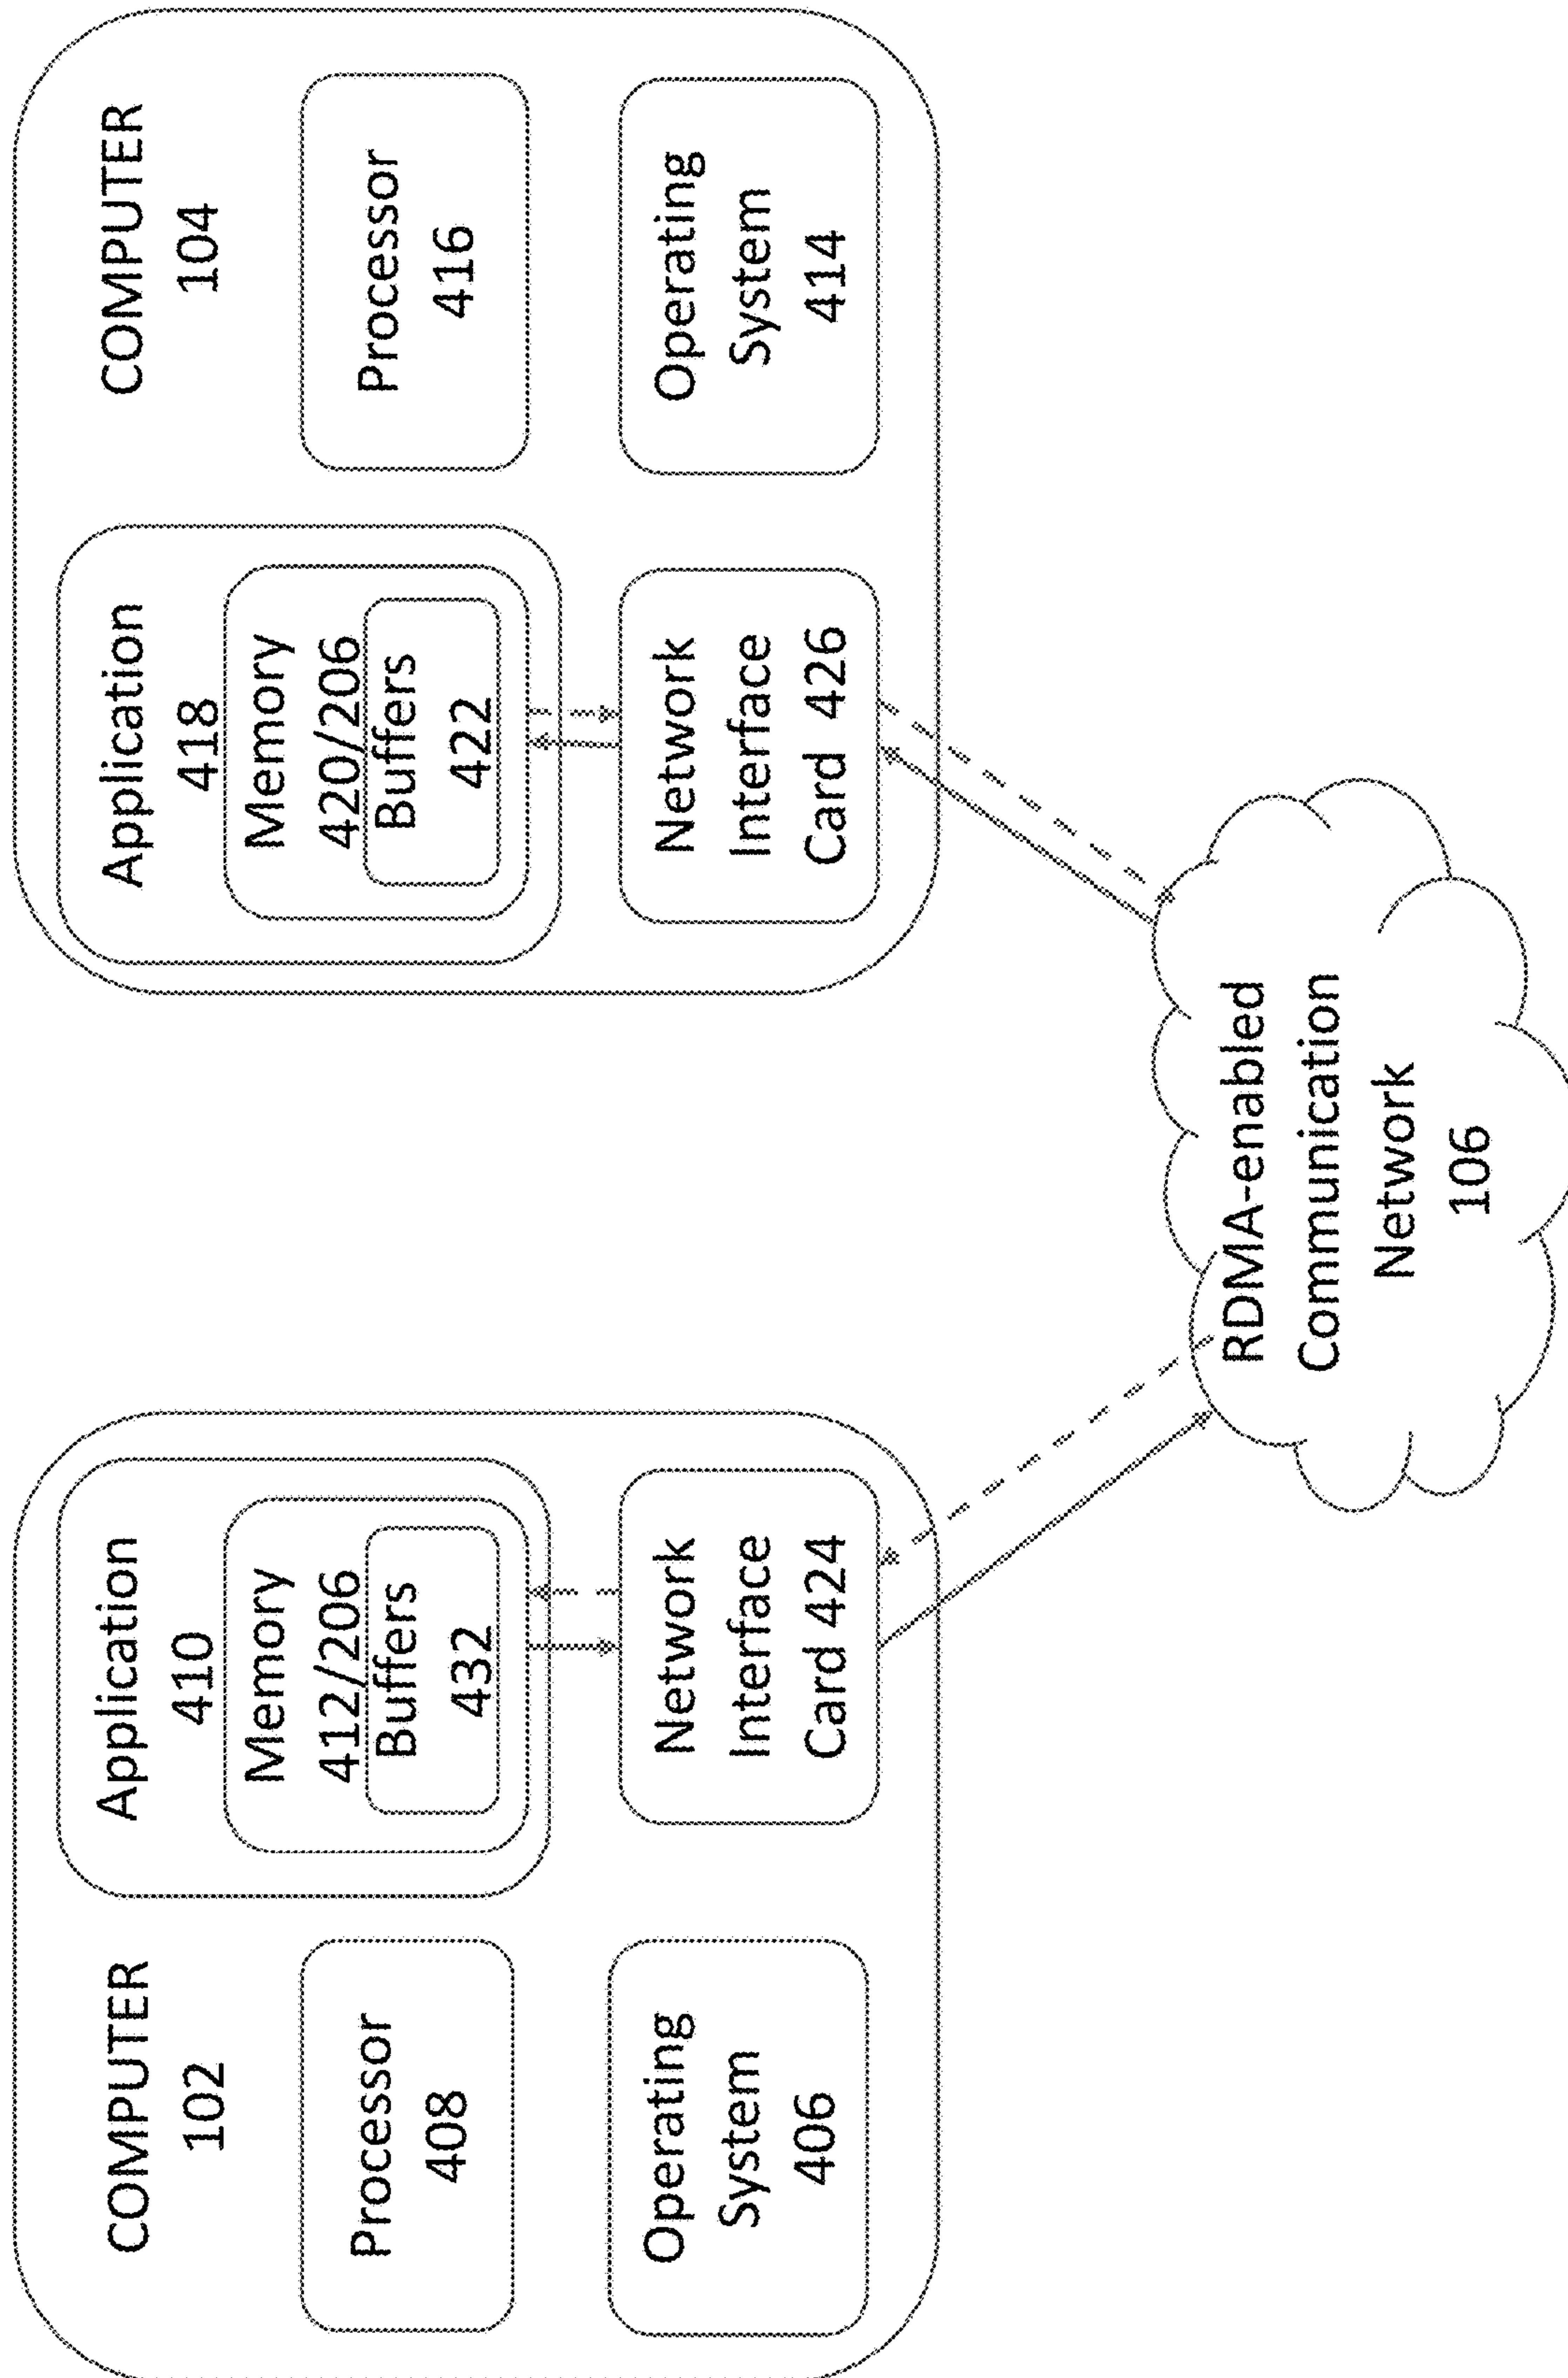 COMPUTER
102
Processor
408
Operating
System
406
Application
410
Memory
412/206
Buffers
432
Network
Interface
Card 424
COMPUTER
104
Application
418
Memory
420/206
Buffers
422
Network
Interface
Card 426
Processor
416
Operating
System
414
RDMA-enabled
Communication
Network
106